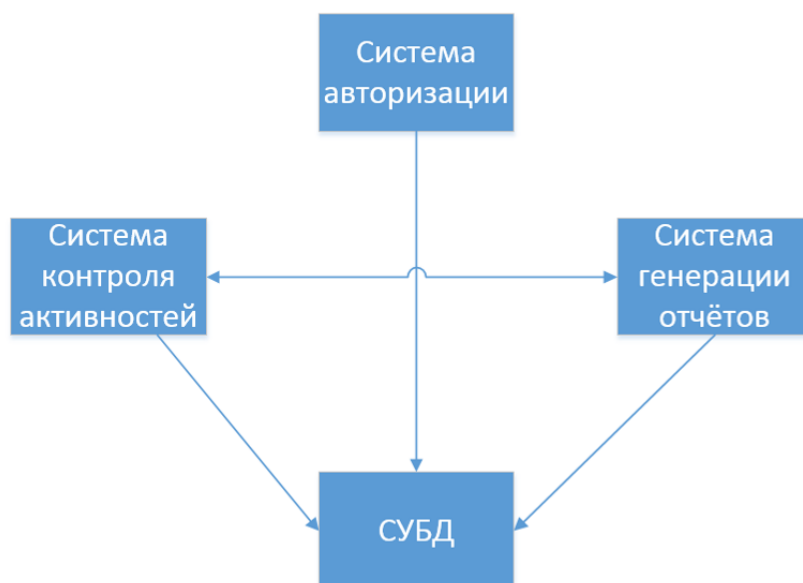 Система
авторизации
Система
контроля
активностей
Система
генерации
отчётов
СУБД